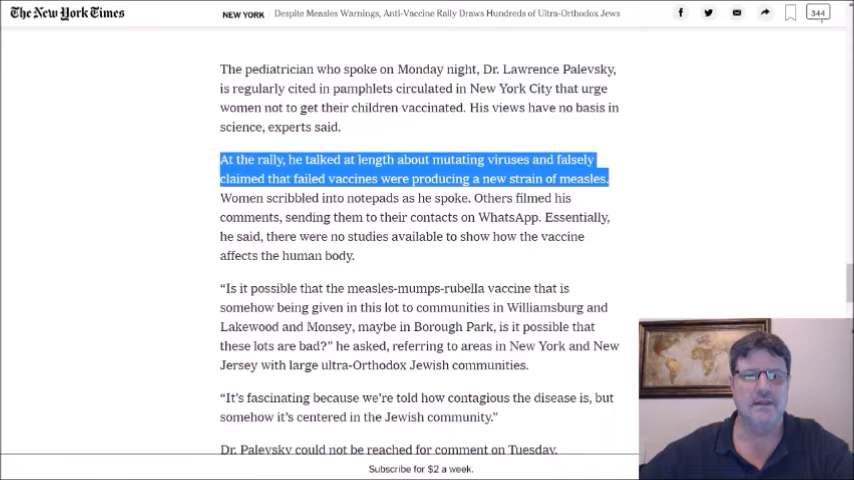 The New York Times
NEW YORK | Despite Measles Warnings, Anti-Vaccine Rally Draws Hundreds of Ultra-Orthodox Jews
344
The pediatrician who spoke on Monday night, Dr. Lawrence Palevsky,
is regularly cited in pamphlets circulated in New York City that urge
women not to get their children vaccinated. His views have no basis in
science, experts said.
At the rally, he talked at length about mutating viruses and falsely
claimed that failed vaccines were producing a new strain of measles.
Women scribbled into notepads as he spoke. Others filmed his
comments, sending them to their contacts on WhatsApp. Essentially,
he said, there were no studies available to show how the vaccine
affects the human body.
“Is it possible that the measles-mumps-rubella vaccine that is
somehow being given in this lot to communities in Williamsburg and
Lakewood and Monsey, maybe in Borough Park, is it possible that
these lots are bad?” he asked, referring to areas in New York and New
Jersey with large ultra-Orthodox Jewish communities.
“It’s fascinating because we’re told how contagious the disease is, but
somehow it’s centered in the Jewish community.”
Dr. Palevsky could not be reached for comment on Tuesday.
Subscribe for $2 a week.